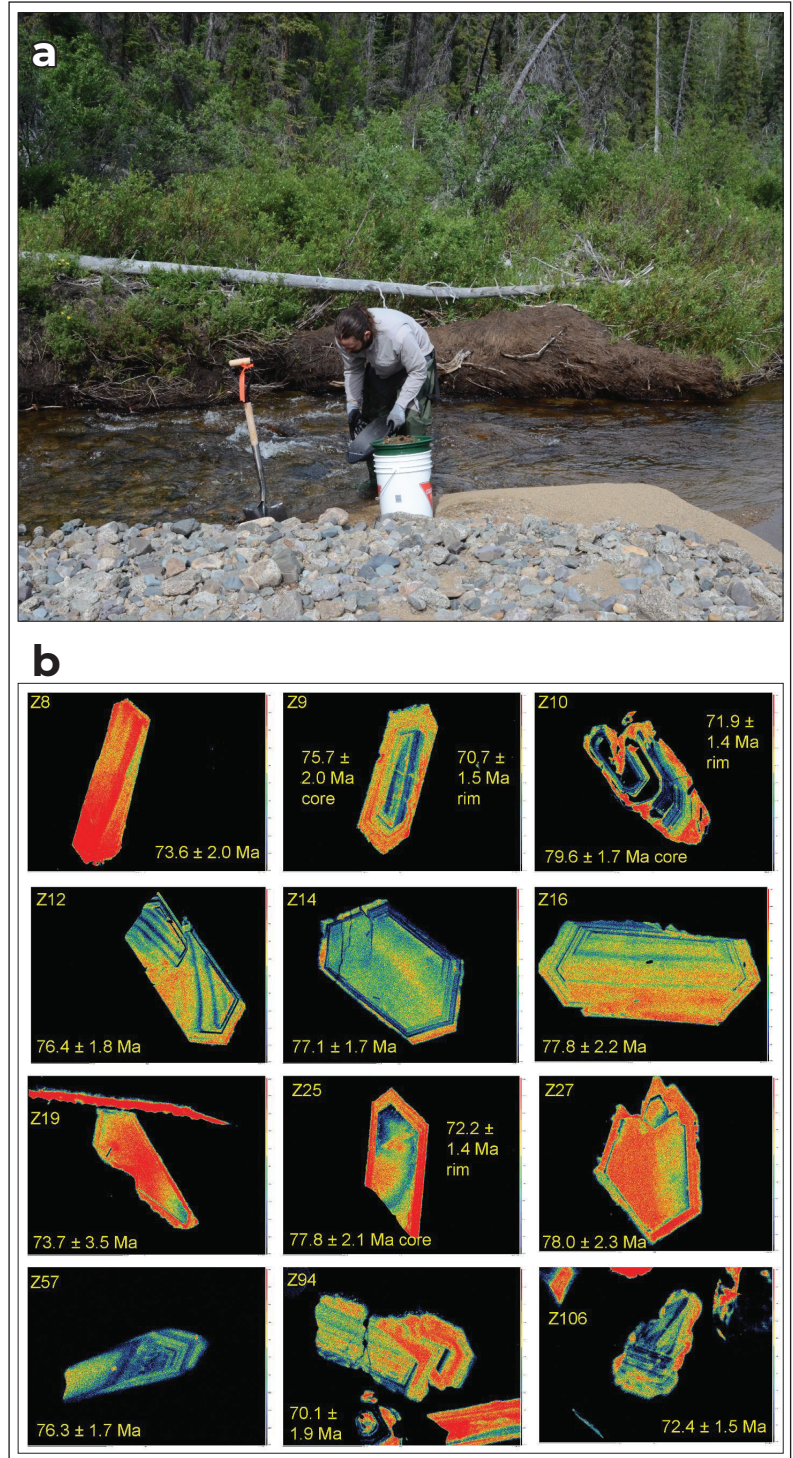 a
b
Z8
73.6 ± 2.0 Ma
Z9
75.7 ±
2.0 Ma
core
70.7 ±
1.5 Ma
rim
Z10
71.9 ±
1.4 Ma
rim
79.6 ± 1.7 Ma core
Z12
76.4 ± 1.8 Ma
Z14
77.1 ± 1.7 Ma
Z16
77.8 ± 2.2 Ma
Z19
73.7 ± 3.5 Ma
Z25
72.2 ±
1.4 Ma
rim
77.8 ± 2.1 Ma core
Z27
78.0 ± 2.3 Ma
Z57
76.3 ± 1.7 Ma
Z94
70.1 ±
1.9 Ma
Z106
72.4 ± 1.5 Ma